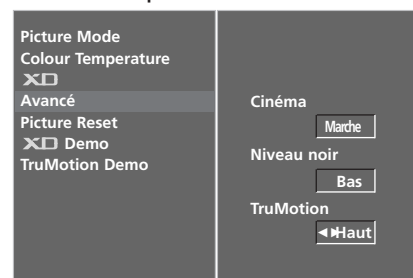 Picture Mode
Colour Temperature
XD
Avancé
Picture Reset
XD Demo
TruMotion Demo
Cinéma
Marche
Niveau noir
Bas
TruMotion
◄►Haut